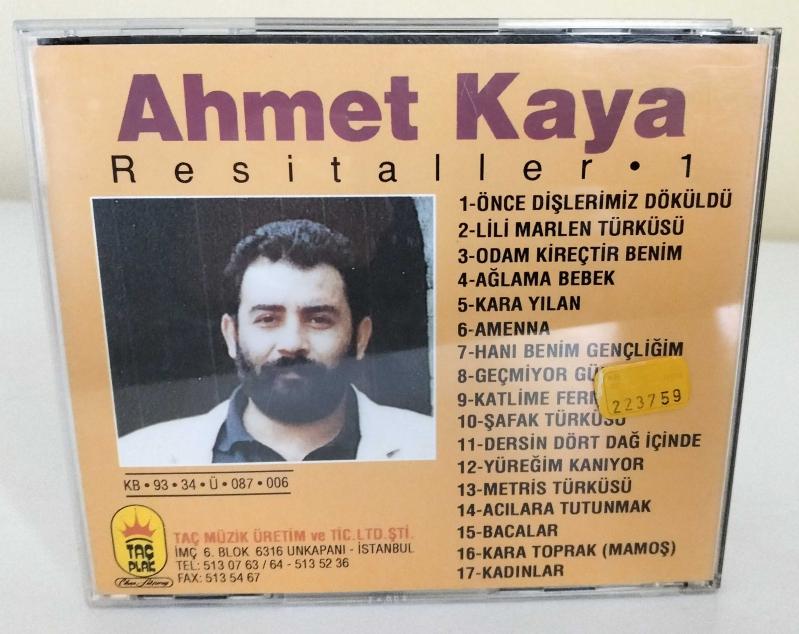 Ahmet Kaya
Resitaller • 1
1-ÖNCE DİŞLERİMİZ DÖKÜLDÜ
2-LİLİ MARLEN TÜRKÜSÜ
3-ODAM KİREÇTİR BENİM
4-AĞLAMA BEBEK
5-KARA YILAN
6-AMENNA
7-HANI BENİM GENÇLİĞİM
8-GEÇMİYOR
9-KATLİME
10-ŞAFAK TÜRKÜSÜ
11-DERSİN DÖRT DAĞ İÇİNDE
12-YÜREĞİM KANIYOR
13-METRİS TÜRKÜSÜ
14-ACILARA TUTUNMAK
15-BACALAR
16-KARA TOPRAK (MAMOŞ)
17-KADINLAR
223759
KB • 93 • 34 • Ü • 087 • 006
TAÇ PLAK
TAÇ MÜZİK ÜRETİM ve TİC.LTD.ŞTİ.
İMÇ 6. BLOK 6316 UNKAPANI - İSTANBUL
TEL: 513 07 63 / 64 - 513 52 36
FAX: 513 54 67